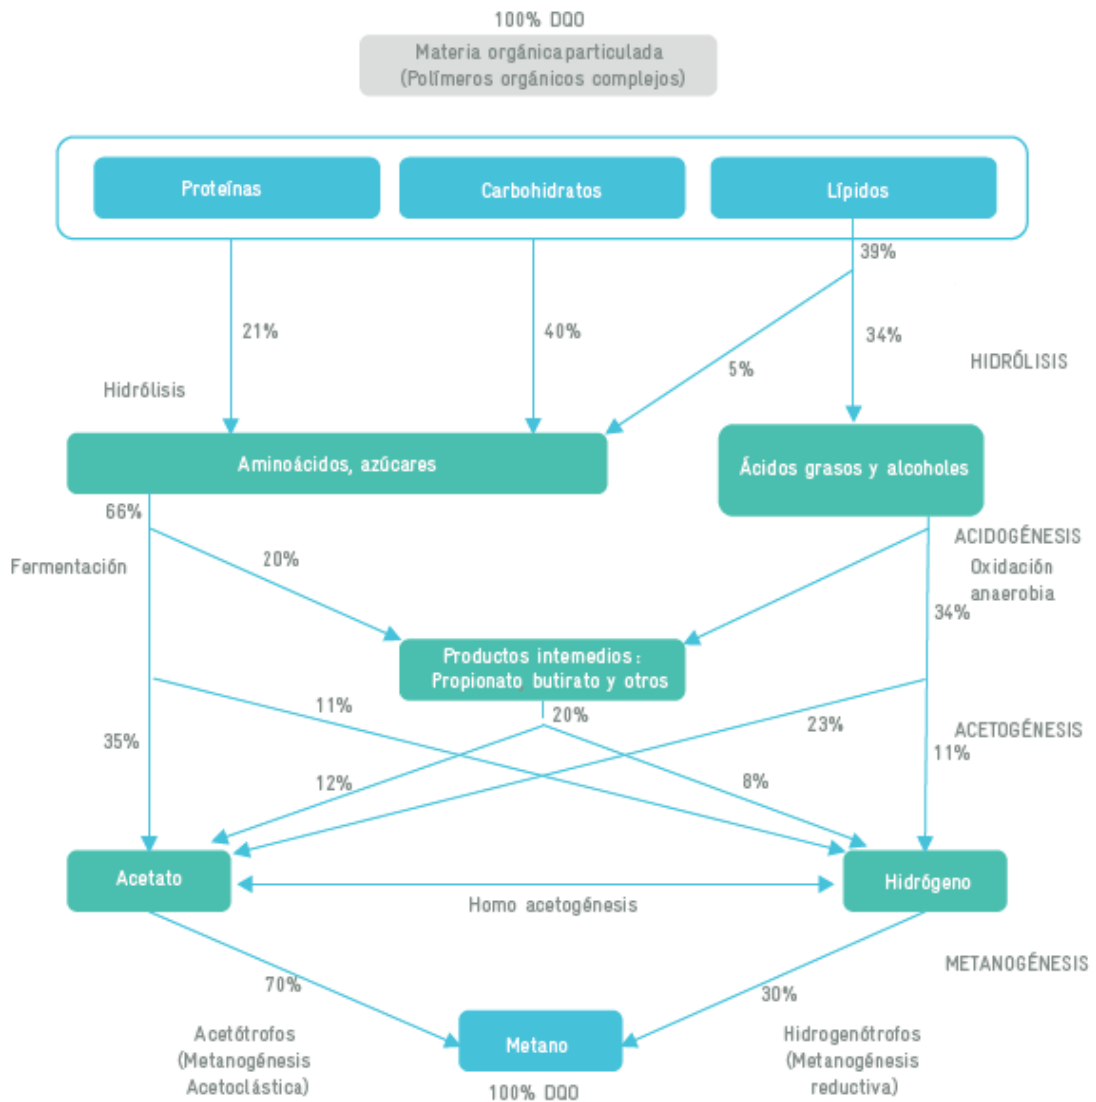 100% DQO
Materia orgánica particulada
(Polímeros orgánicos complejos)
Proteínas
Carbohidratos
Lípidos
39%
21%
40%
34%
5%
HIDRÓLISIS
Hidrólisis
Aminoácidos, azúcares
Ácidos grasos y alcoholes
66%
ACIDOGÉNESIS
Fermentación
20%
Oxidación
anaerobia
34%
Productos intemedios:
Propionato, butirato y otros
11%
20%
23%
ACETOGÉNESIS
35%
11%
12%
8%
Acetato
Hidrógeno
Homo acetogénesis
METANOGÉNESIS
70%
30%
Acetótrofos
(Metanogénesis
Acetoclástica)
Metano
Hidrogenótrofos
(Metanogénesis
reductiva)
100% DQO